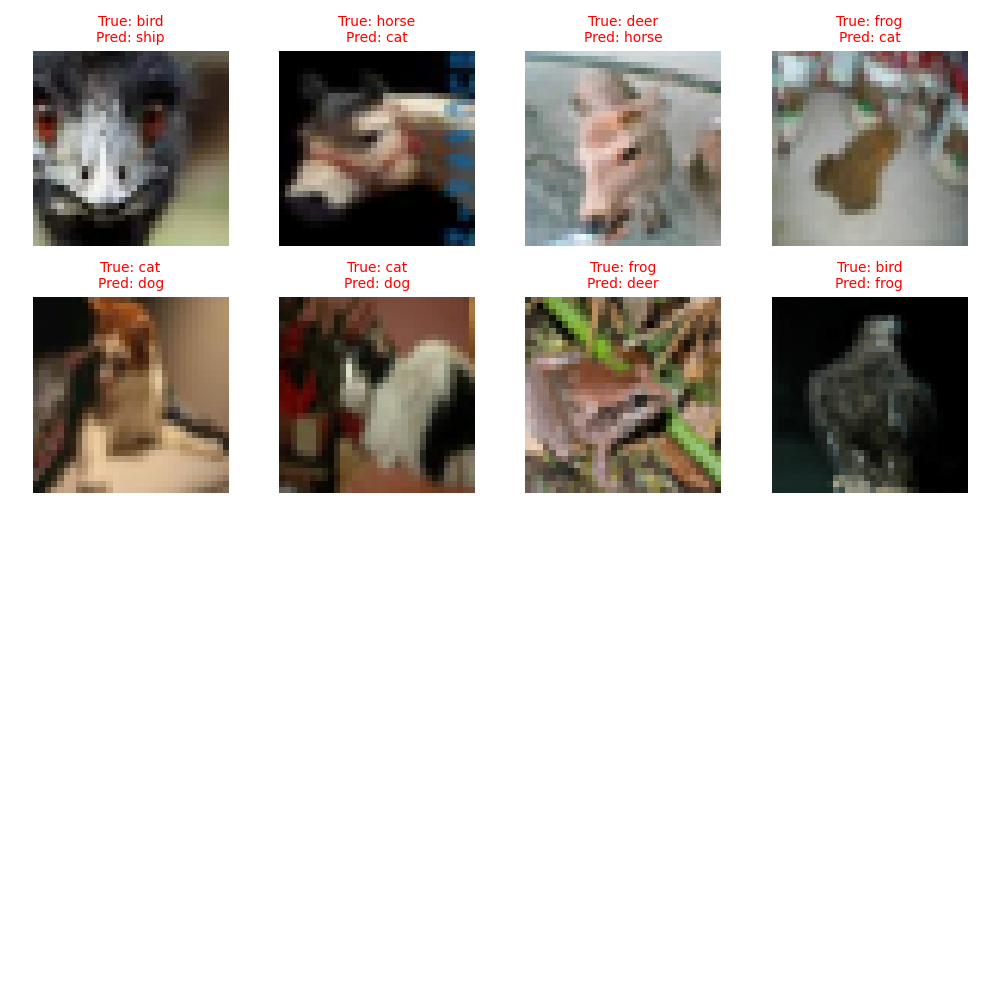 True: bird
Pred: ship
True: horse
Pred: cat
True: deer
Pred: horse
True: frog
Pred: cat
True: cat
Pred: dog
True: cat
Pred: dog
True: frog
Pred: deer
True: bird
Pred: frog